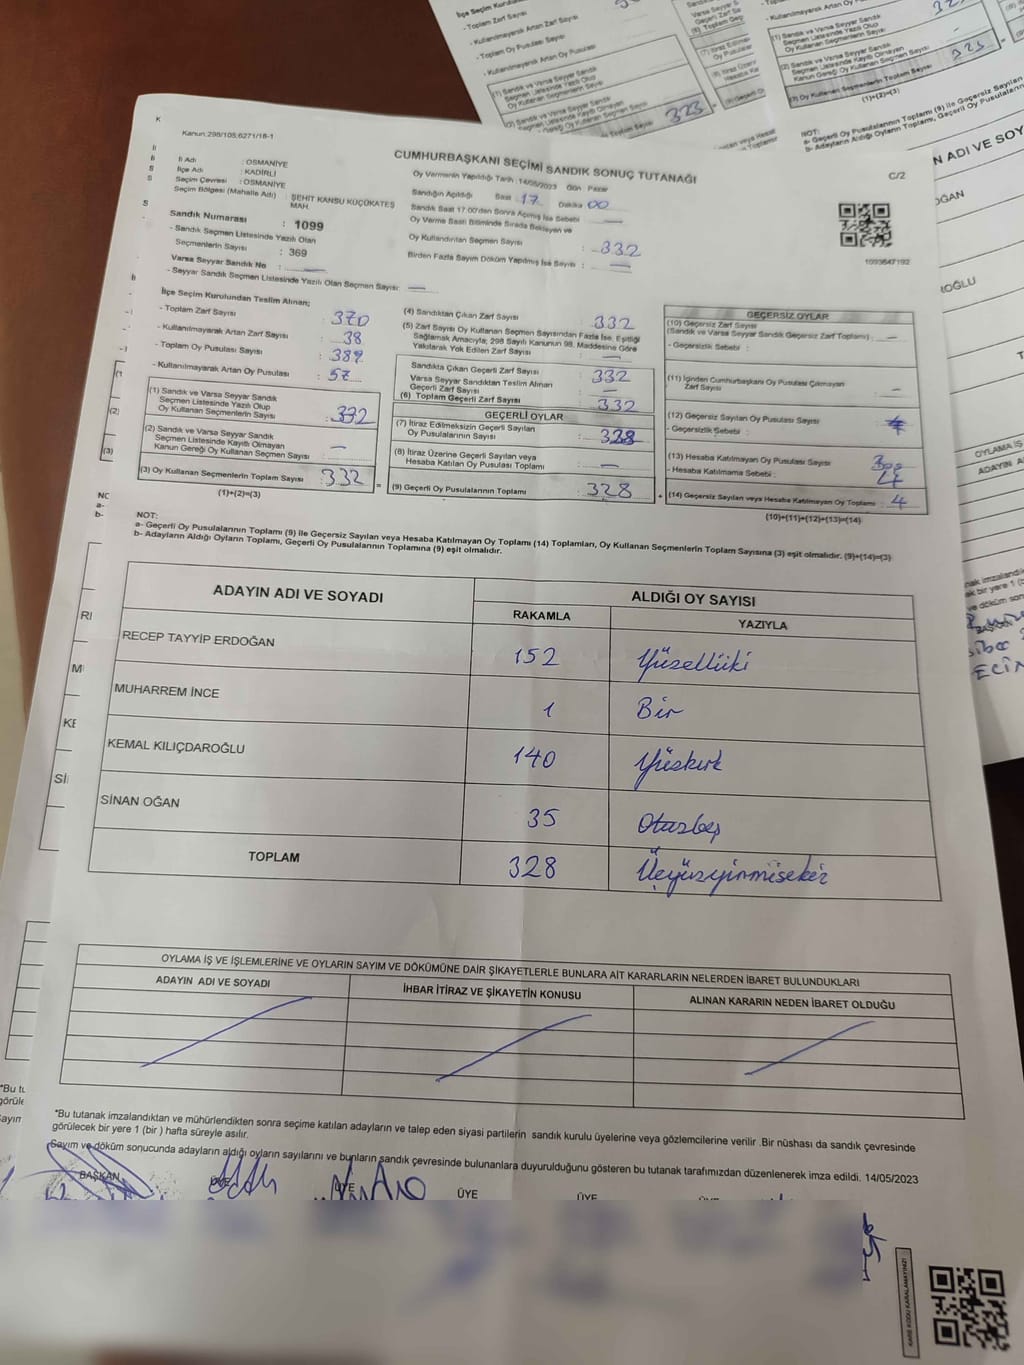 Kanun:298/105;6271/18-1
CUMHURBAŞKANI SEÇİMİ SANDIK SONUÇ TUTANAĞI
C/2
İl Adı : OSMANİYE
İlçe Adı : KADİRLİ
Seçim Çevresi : OSMANİYE
Seçim Bölgesi (Mahalle Adı) : ŞEHİT KANSU KÜÇÜKATEŞ MAH.
Sandık Numarası : 1099
- Sandık Seçmen Listesinde Yazılı Olan
Seçmenlerin Sayısı : 369
Varsa Seyyar Sandık No : —
- Seyyar Sandık Seçmen Listesinde Yazılı Olan Seçmen Sayısı: —
Oy Vermenin Yapıldığı Tarih :14/05/2023 Gün :Pazar
Sandığın Açıldığı Saat : 17 Dakika : 00
Sandık Saat 17:00'den Sonra Açılmış İse Sebebi
Oy Verme Saati Bitiminde Sırada Bekleyen ve : —
Oy Kullandırılan Seçmen Sayısı : 332
Birden Fazla Sayım Döküm Yapılmış İse Sayısı : —
1093647192
İlçe Seçim Kurulundan Teslim Alınan;
- Toplam Zarf Sayısı : 370
- Kullanılmayarak Artan Zarf Sayısı : 38
- Toplam Oy Pusulası Sayısı : 389
- Kullanılmayarak Artan Oy Pusulası : 57
(1) Sandık ve Varsa Seyyar Sandık
Seçmen Listesinde Yazılı Olup
Oy Kullanan Seçmenlerin Sayısı : 332
(2) Sandık ve Varsa Seyyar Sandık
Seçmen Listesinde Kayıtlı Olmayan
Kanun Gereği Oy Kullanan Seçmen Sayısı : —
(3) Oy Kullanan Seçmenlerin Toplam Sayısı : 332
(1)+(2)=(3)
(4) Sandıktan Çıkan Zarf Sayısı : 332
(5) Zarf Sayısı Oy Kullanan Seçmen Sayısından Fazla İse, Eşitliği
Sağlamak Amacıyla; 298 Sayılı Kanunun 98. Maddesine Göre
Yakılarak Yok Edilen Zarf Sayısı : —
Sandıkta Çıkan Geçerli Zarf Sayısı : 332
Varsa Seyyar Sandıktan Teslim Alınan
Geçerli Zarf Sayısı : —
(6) Toplam Geçerli Zarf Sayısı : 332
GEÇERLİ OYLAR
(7) İtiraz Edilmeksizin Geçerli Sayılan
Oy Pusulalarının Sayısı : 328
(8) İtiraz Üzerine Geçerli Sayılan veya
Hesaba Katılan Oy Pusulası Toplamı : —
(9) Geçerli Oy Pusulalarının Toplamı : 328
GEÇERSİZ OYLAR
(10) Geçersiz Zarf Sayısı
(Sandık ve Varsa Seyyar Sandık Geçersiz Zarf Toplamı) : —
- Geçersizlik Sebebi :
(11) İçinden Cumhurbaşkanı Oy Pusulası Çıkmayan
Zarf Sayısı : —
(12) Geçersiz Sayılan Oy Pusulası Sayısı :
- Geçersizlik Sebebi :
(13) Hesaba Katılmayan Oy Pusulası Sayısı : Boş
- Hesaba Katılmama Sebebi : 4
(14) Geçersiz Sayılan veya Hesaba Katılmayan Oy Toplamı : 4
(10)+(11)+(12)+(13)=(14)
NOT:
a- Geçerli Oy Pusulalarının Toplamı (9) ile Geçersiz Sayılan veya Hesaba Katılmayan Oy Toplamı (14) Toplamları, Oy Kullanan Seçmenlerin Toplam Sayısına (3) eşit olmalıdır. (9)+(14)=(3)
b- Adayların Aldığı Oyların Toplamı, Geçerli Oy Pusulalarının Toplamına (9) eşit olmalıdır.
ADAYIN ADI VE SOYADI
ALDIĞI OY SAYISI
RAKAMLA YAZIYLA
RECEP TAYYİP ERDOĞAN 152 Yüzelliiki
MUHARREM İNCE 1 Bir
KEMAL KILIÇDAROĞLU 140 Yüzkırk
SİNAN OĞAN 35 Otuzbeş
TOPLAM 328 Üçyüzyirmisekiz
OYLAMA İŞ VE İŞLEMLERİNE VE OYLARIN SAYIM VE DÖKÜMÜNE DAİR ŞİKAYETLERLE BUNLARA AİT KARARLARIN NELERDEN İBARET BULUNDUKLARI
ADAYIN ADI VE SOYADI İHBAR İTİRAZ VE ŞİKAYETİN KONUSU ALINAN KARARIN NEDEN İBARET OLDUĞU
*Bu tutanak imzalandıktan ve mühürlendikten sonra seçime katılan adayların ve talep eden siyasi partilerin sandık kurulu üyelerine veya gözlemcilerine verilir .Bir nüshası da sandık çevresinde
görülecek bir yere 1 (bir ) hafta süreyle asılır.
Sayım ve döküm sonucunda adayların aldığı oyların sayılarını ve bunların sandık çevresinde bulunanlara duyurulduğunu gösteren bu tutanak tarafımızdan düzenlenerek imza edildi. 14/05/2023
BAŞKAN ÜYE ÜYE ÜYE ÜYE
KARE KODU KARALAMAYINIZ!